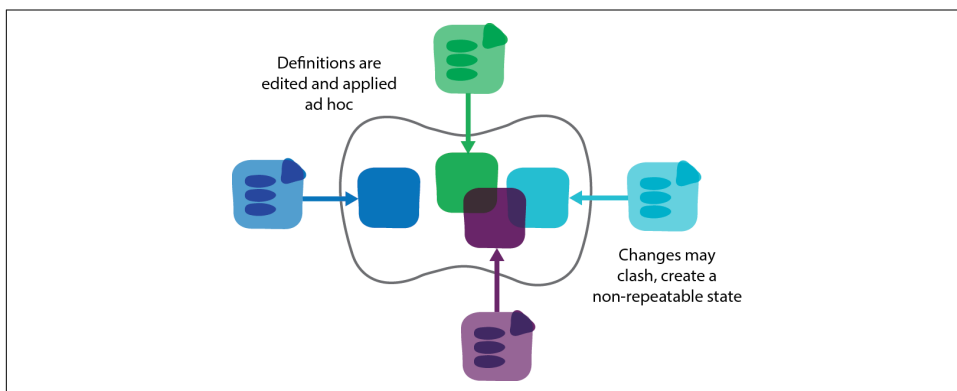 Definitions are
edited and applied
ad hoc
Changes may
clash, create a
non-repeatable state